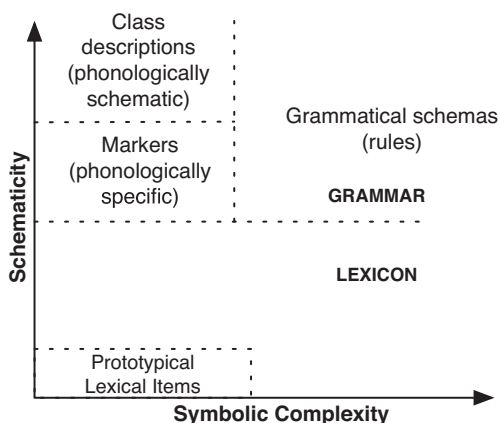 Class
descriptions
(phonologically
schematic)
Markers
(phonologically
specific)
Grammatical schemas
(rules)
GRAMMAR
LEXICON
Schematicity
Prototypical
Lexical Items
Symbolic Complexity